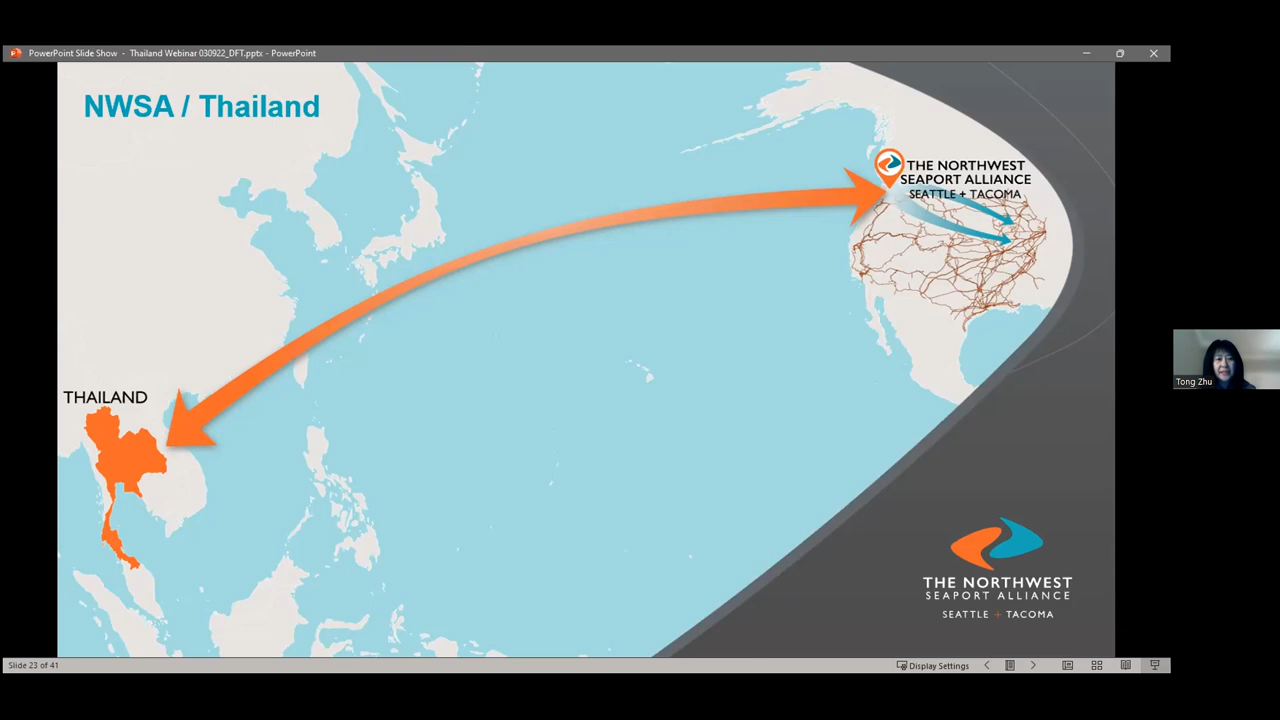 PowerPoint Slide Show - Thailand Webinar 030922_DFT.pptx - PowerPoint
NWSA / Thailand
THE NORTHWEST
SEAPORT ALLIANCE
SEATTLE + TACOMA
THAILAND
Tong Zhu
THE NORTHWEST
SEAPORT ALLIANCE
SEATTLE + TACOMA
Slide 23 of 41
Display Settings